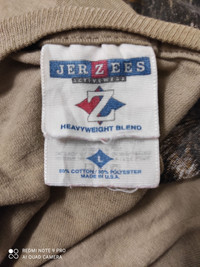 JERZEES
ACTIVEWEAR
Z
HEAVYWEIGHT BLEND
L
50% COTTON / 50% POLYESTER
MADE IN U.S.A.
REDMI NOTE 9 PRO
AI QUAD CAMERA